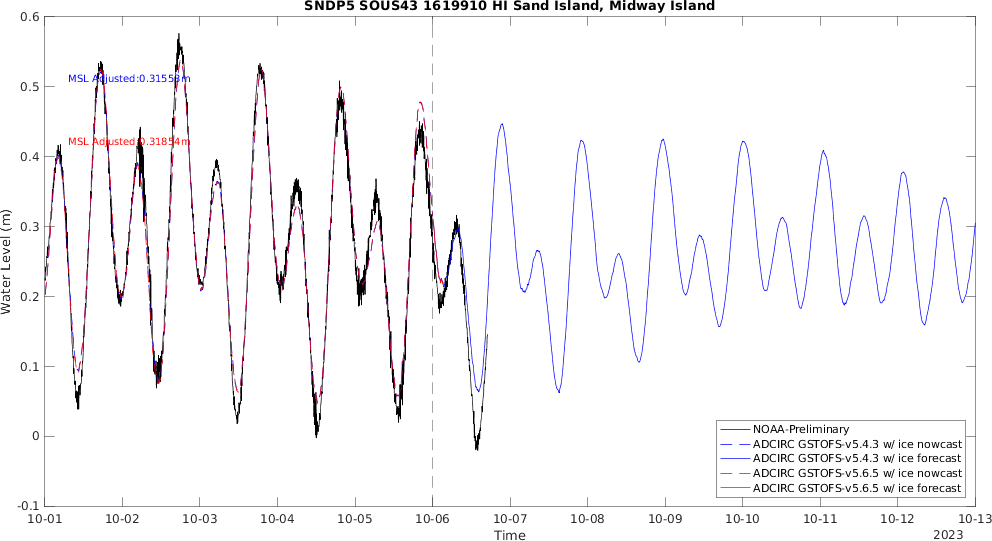 SNDP5 SOUS43 1619910 HI Sand Island, Midway Island
Water Level (m)
0.6
0.5
0.4
0.3
0.2
0.1
0
-0.1
MSL Adjusted:0.31553m
MSL Adjusted:0.31854m
NOAA-Preliminary
ADCIRC GSTOFS-v5.4.3 w/ ice nowcast
ADCIRC GSTOFS-v5.4.3 w/ ice forecast
ADCIRC GSTOFS-v5.6.5 w/ ice nowcast
ADCIRC GSTOFS-v5.6.5 w/ ice forecast
10-01 10-02 10-03 10-04 10-05 10-06 10-07 10-08 10-09 10-10 10-11 10-12 10-13
Time
2023